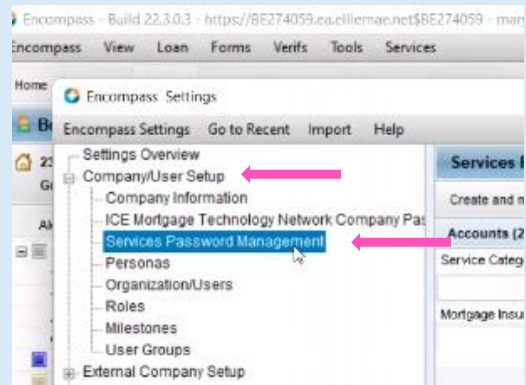 Encompass - Build 22.3.0.3 - https://BE274059.ea.elliemae.net$BE274059 -
Encompass View Loan Forms Verifs Tools Services
Home
Encompass Settings
Encompass Settings Go to Recent Import Help
Settings Overview
Company/User Setup
Services
Company Information
Create and
ICE Mortgage Technology Network Company
Accounts (2
Services Password Management
Service
Personas
Organization/Users
Roles
Mortgage
Milestones
User Groups
External Company Setup